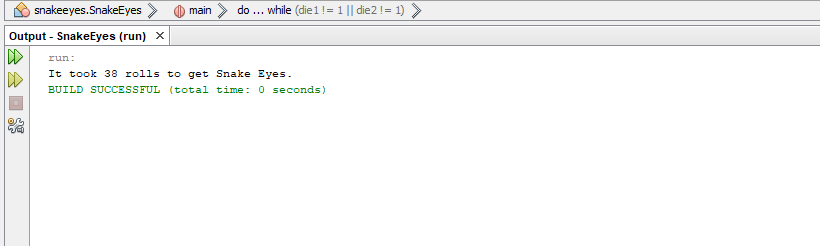 snakeeyes.SnakeEyes main do ... while (die1 != 1 || die2 != 1)
Output - SnakeEyes (run)
run:
It took 38 rolls to get Snake Eyes.
BUILD SUCCESSFUL (total time: 0 seconds)